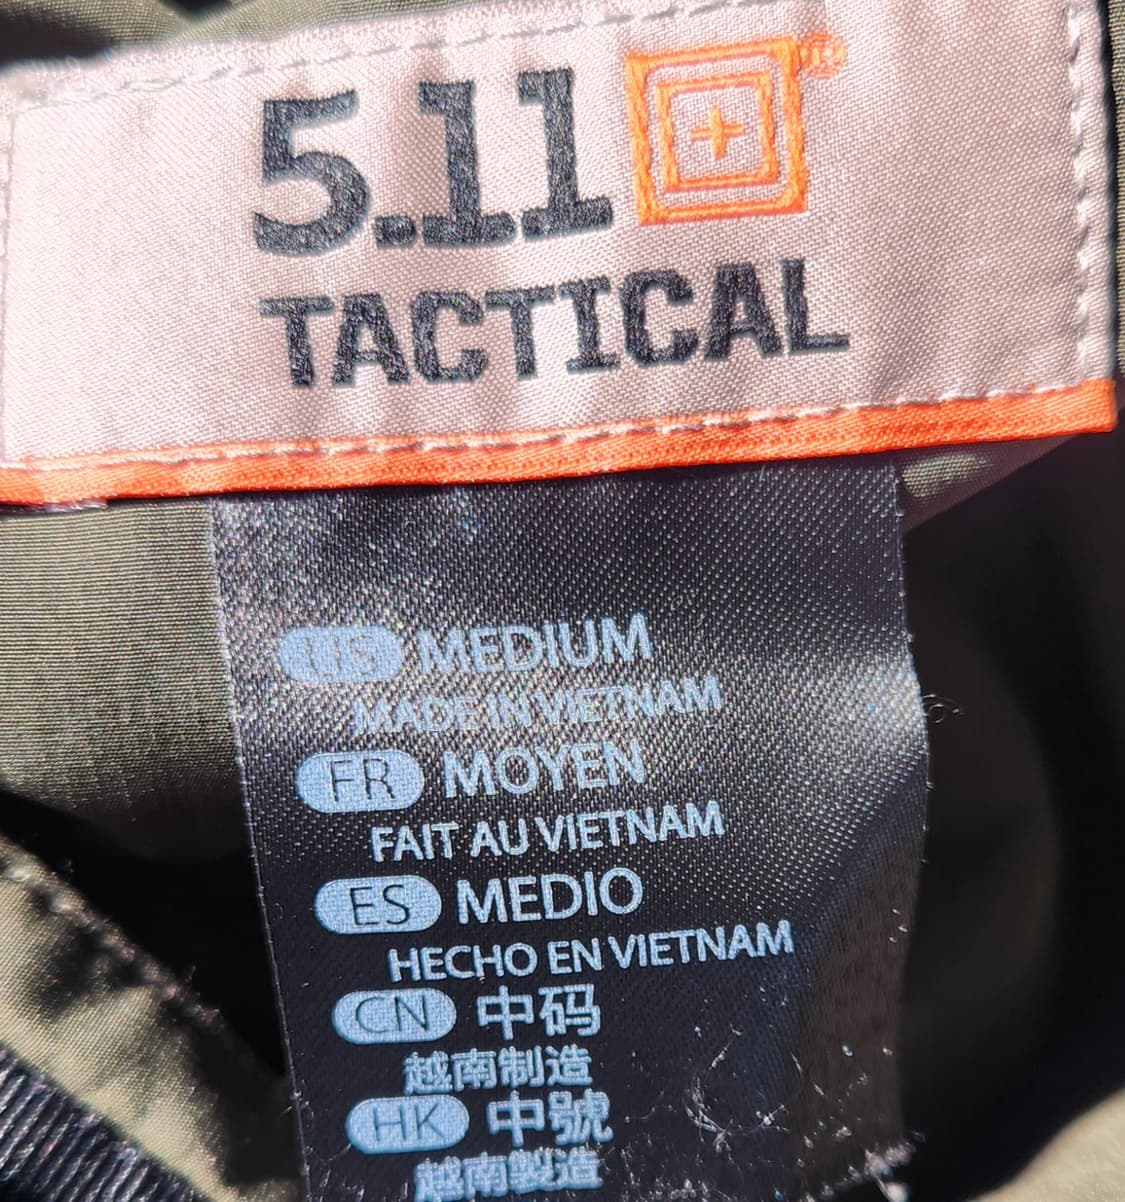 5.11
TACTICAL
US MEDIUM
MADE IN VIETNAM
FR MOYEN
FAIT AU VIETNAM
ES MEDIO
HECHO EN VIETNAM
CN 中码
越南制造
HK 中號
越南製造